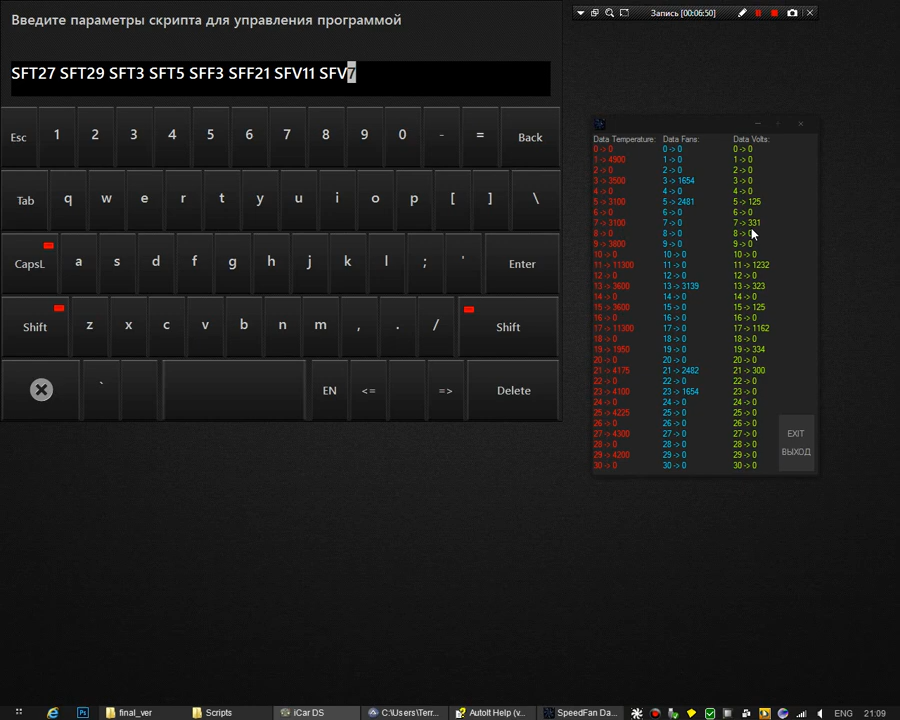 Введите параметры скрипта для управления программой
SFT27 SFT29 SFT3 SFT5 SFF3 SFF21 SFV11 SFV7
Esc 1 2 3 4 5 6 7 8 9 0 - = Back
Tab q w e r t y u i o p [ ] \
CapsL a s d f g h j k l ; ' Enter
Shift z x c v b n m , . / Shift
` EN <= => Delete
Запись [00:06:50]
Data Temperature: Data Fans: Data Volts:
0 -> 0 0 -> 0 0 -> 0
1 -> 4900 1 -> 0 1 -> 0
2 -> 0 2 -> 0 2 -> 0
3 -> 3500 3 -> 1654 3 -> 0
4 -> 0 4 -> 0 4 -> 0
5 -> 3100 5 -> 2481 5 -> 125
6 -> 0 6 -> 0 6 -> 0
7 -> 3100 7 -> 0 7 -> 331
8 -> 0 8 -> 0 8 -> 0
9 -> 3600 9 -> 0 9 -> 0
10 -> 0 10 -> 0 10 -> 0
11 -> 11300 11 -> 0 11 -> 1232
12 -> 0 12 -> 0 12 -> 0
13 -> 3600 13 -> 3139 13 -> 323
14 -> 0 14 -> 0 14 -> 0
15 -> 3600 15 -> 0 15 -> 125
16 -> 0 16 -> 0 16 -> 0
17 -> 11300 17 -> 0 17 -> 1162
18 -> 0 18 -> 0 18 -> 0
19 -> 1950 19 -> 0 19 -> 334
20 -> 0 20 -> 0 20 -> 0
21 -> 4175 21 -> 2482 21 -> 300
22 -> 0 22 -> 0 22 -> 0
23 -> 4100 23 -> 1654 23 -> 0
24 -> 0 24 -> 0 24 -> 0
25 -> 4225 25 -> 0 25 -> 0
26 -> 0 26 -> 0 26 -> 0
27 -> 4300 27 -> 0 27 -> 0
28 -> 0 28 -> 0 28 -> 0
29 -> 4200 29 -> 0 29 -> 0
30 -> 0 30 -> 0 30 -> 0
EXIT
ВЫХОД
final_ver Scripts iCar DS C:\Users\Terr... AutoIt Help (v... SpeedFan Da... ENG 21:09